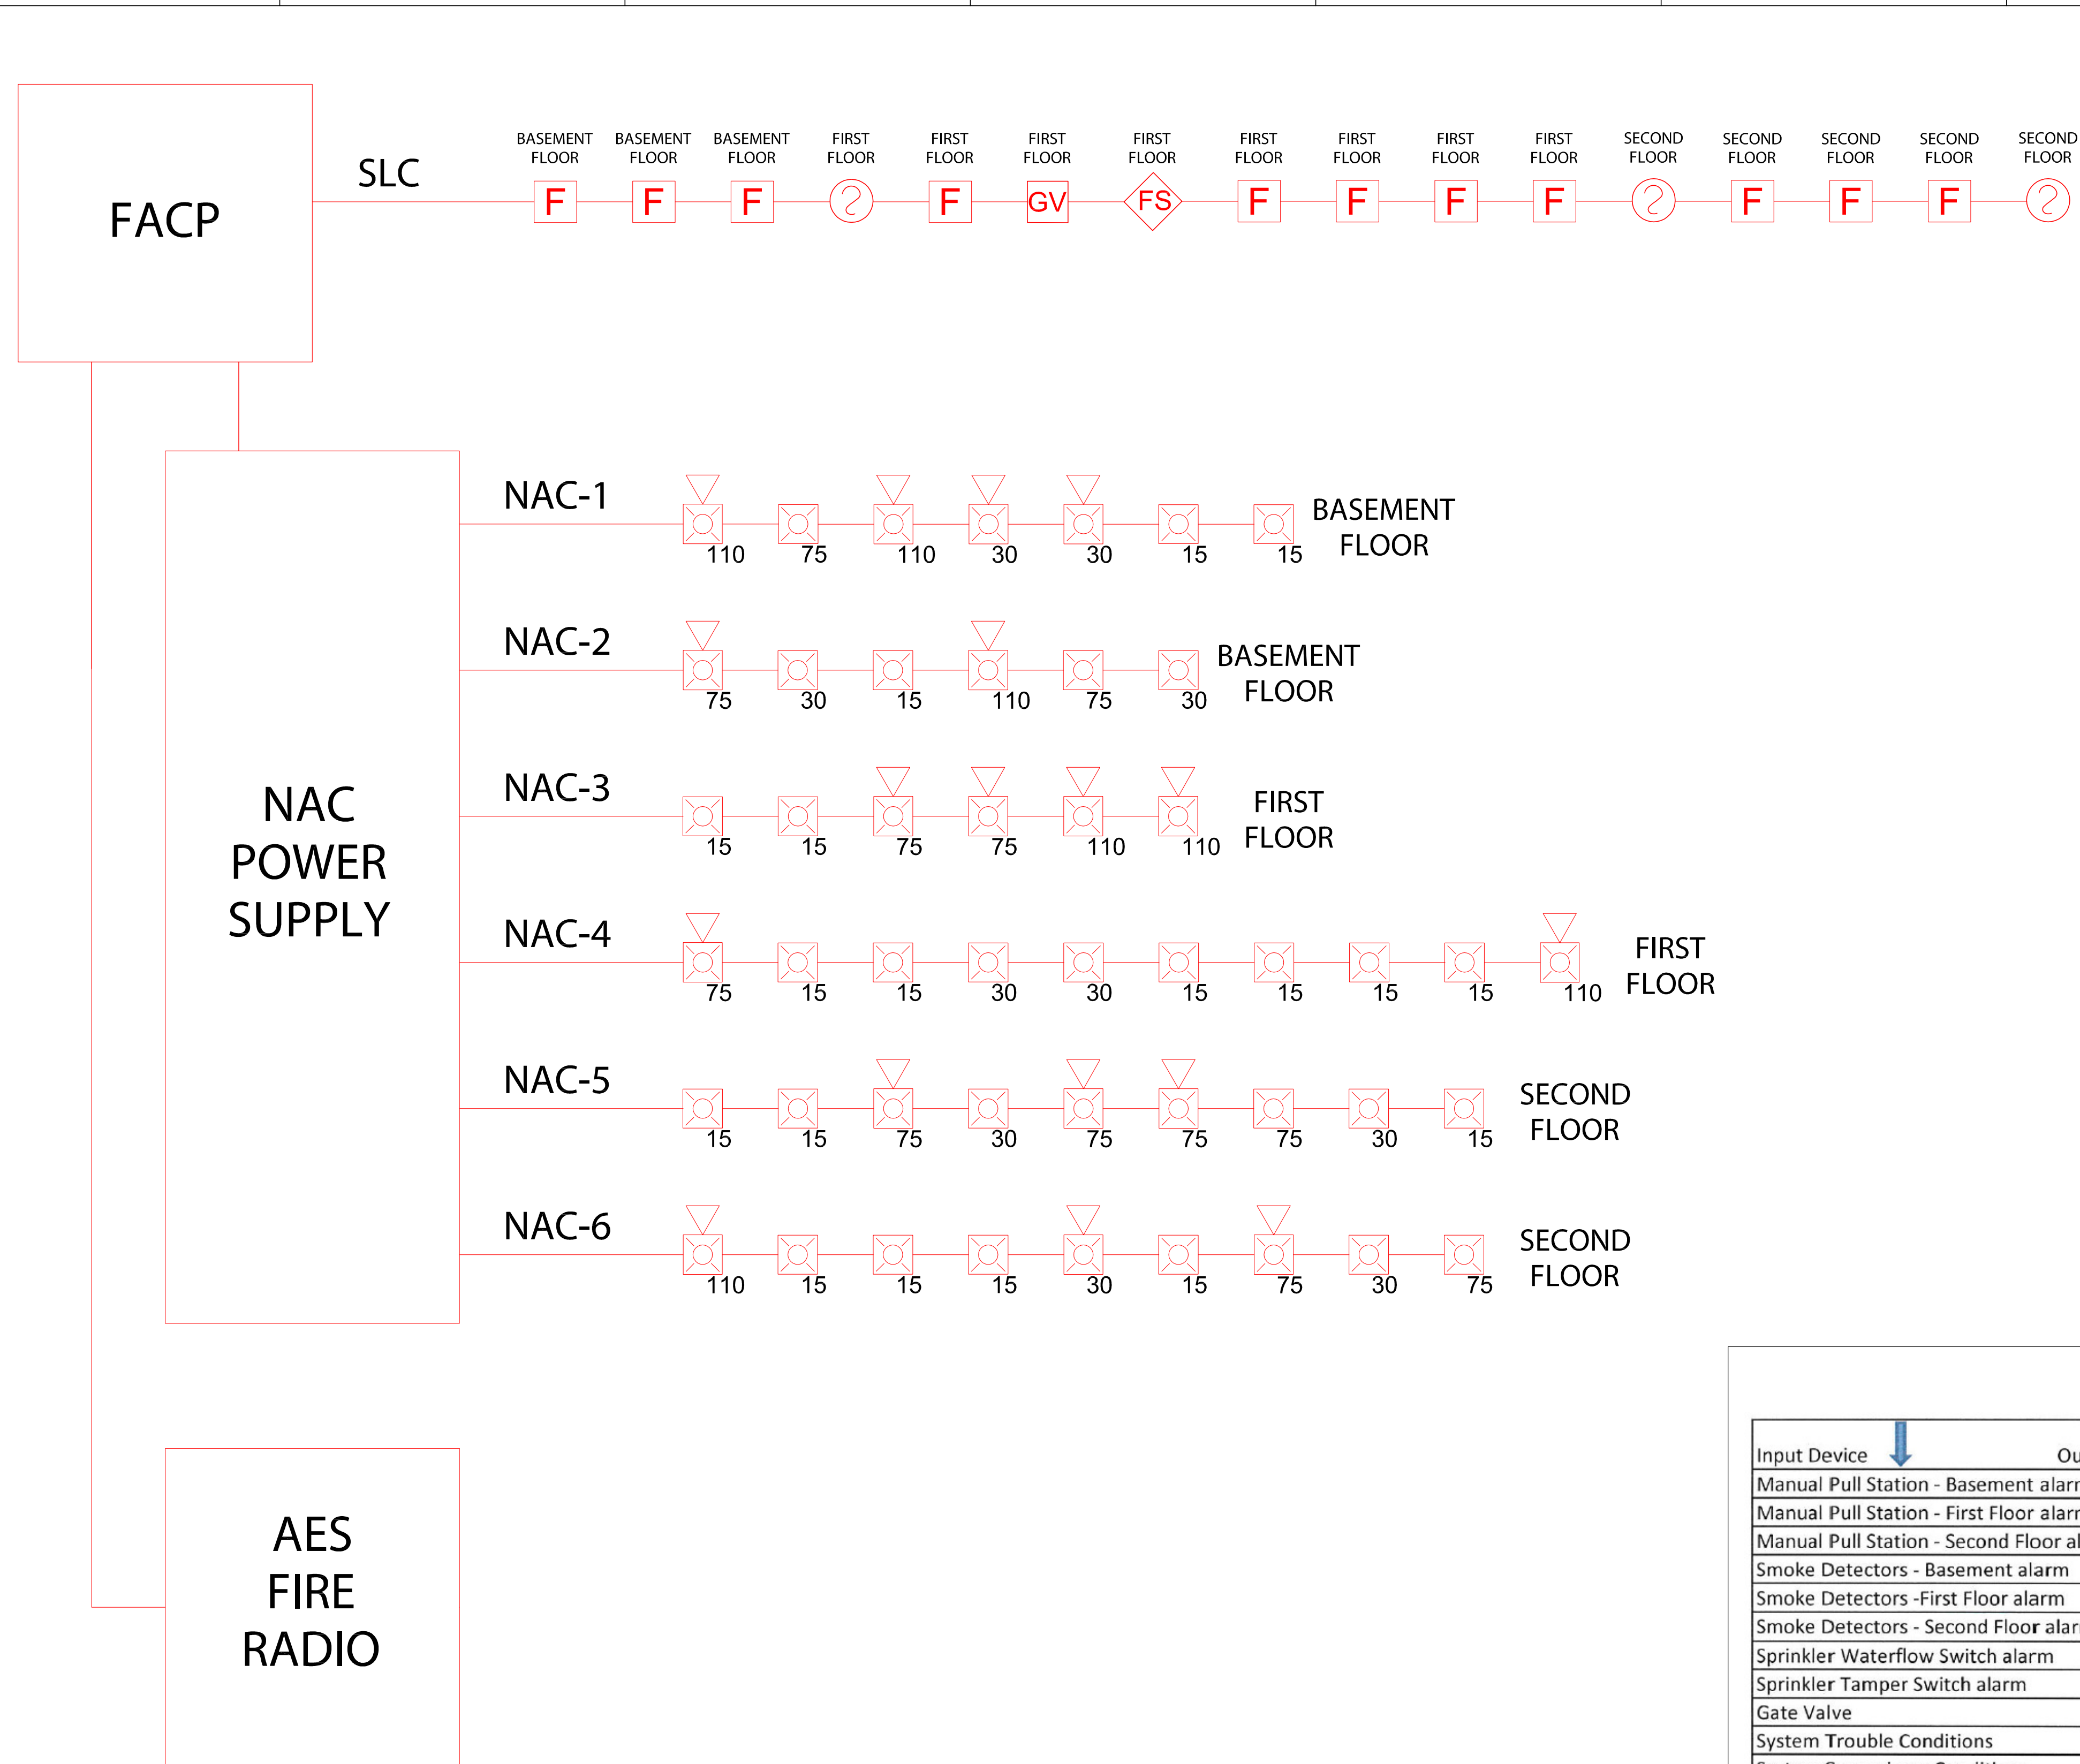 FACP
SLC
BASEMENT FLOOR
BASEMENT FLOOR
BASEMENT FLOOR
FIRST FLOOR
FIRST FLOOR
FIRST FLOOR
FIRST FLOOR
FIRST FLOOR
FIRST FLOOR
FIRST FLOOR
FIRST FLOOR
SECOND FLOOR
SECOND FLOOR
SECOND FLOOR
SECOND FLOOR
SECOND FLOOR
F F F F GV FS F F F F F F F
NAC
POWER
SUPPLY
NAC-1
110 75 110 30 30 15 15
BASEMENT
FLOOR
NAC-2
75 30 15 110 75 30
BASEMENT
FLOOR
NAC-3
15 15 75 75 110 110
FIRST
FLOOR
NAC-4
75 15 15 30 30 15 15 15 15 110
FIRST
FLOOR
NAC-5
15 15 75 30 75 75 75 30 15
SECOND
FLOOR
NAC-6
110 15 15 15 30 15 75 30 75
SECOND
FLOOR
AES
FIRE
RADIO
Input Device Ou
Manual Pull Station - Basement alarm
Manual Pull Station - First Floor alarm
Manual Pull Station - Second Floor al
Smoke Detectors - Basement alarm
Smoke Detectors -First Floor alarm
Smoke Detectors - Second Floor alar
Sprinkler Waterflow Switch alarm
Sprinkler Tamper Switch alarm
Gate Valve
System Trouble Conditions